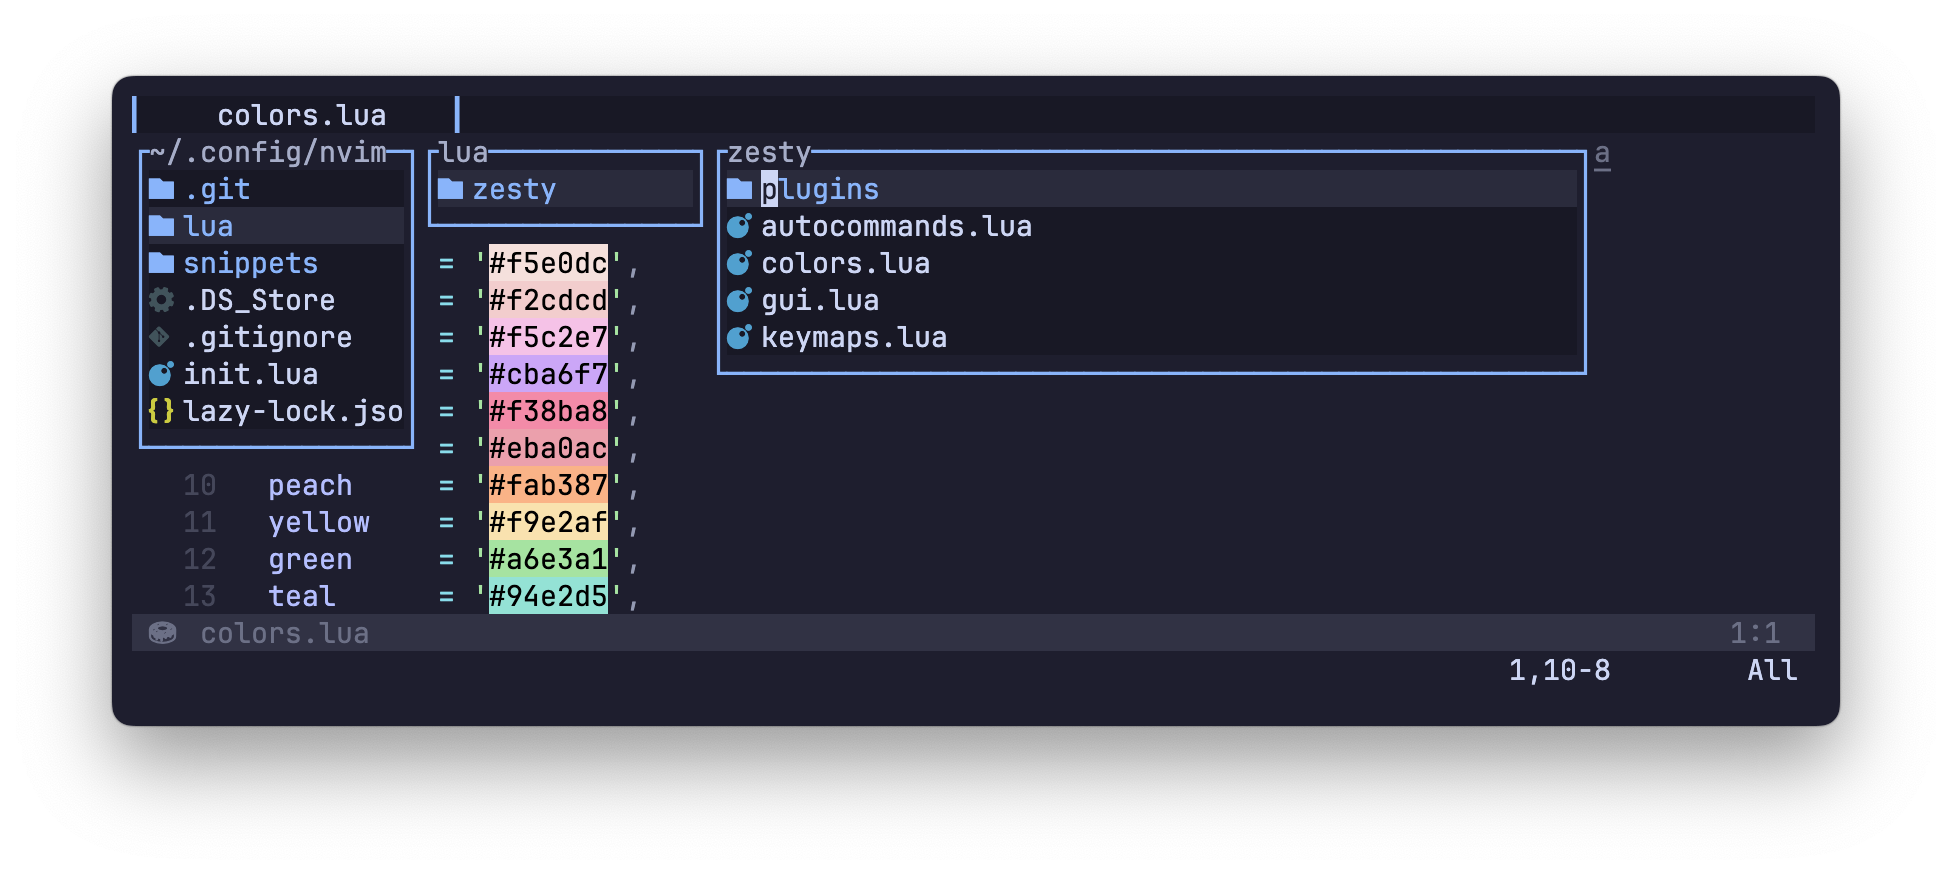 colors.lua
~/.config/nvim
.git
lua
snippets
.DS_Store
.gitignore
init.lua
lazy-lock.jso
lua
zesty
zesty
plugins
autocommands.lua
colors.lua
gui.lua
keymaps.lua
a
= '#f5e0dc',
= '#f2cdcd',
= '#f5c2e7',
= '#cba6f7',
= '#f38ba8',
= '#eba0ac',
10 peach = '#fab387',
11 yellow = '#f9e2af',
12 green = '#a6e3a1',
13 teal = '#94e2d5',
colors.lua 1:1
1,10-8 All